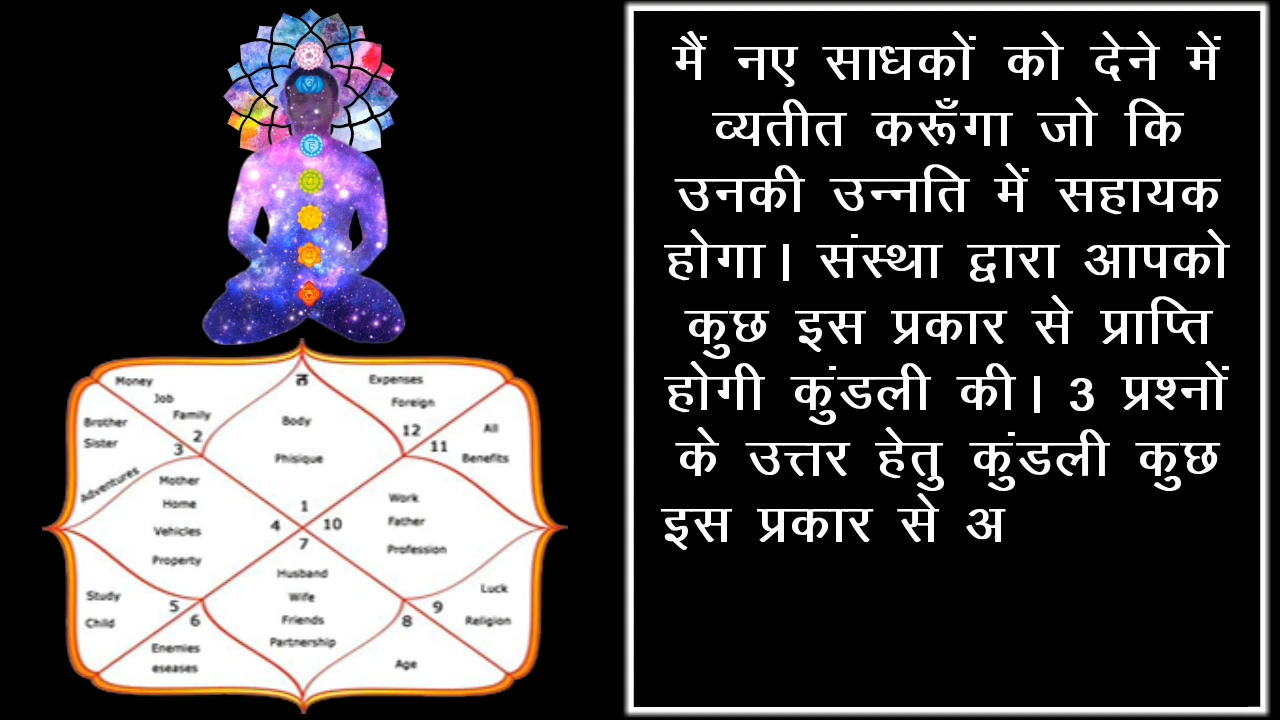 मैं नए साधकों को देने में
व्यतीत करूँगा जो कि
उनकी उन्नति में सहायक
होगा। संस्था द्वारा आपको
कुछ इस प्रकार से प्राप्ति
होगी कुंडली की। 3 प्रश्नों
के उत्तर हेतु कुंडली कुछ
इस प्रकार से अ
Money
Job
Family
2
Brother
Sister
3
Adventures
Body
Phisique
1
Expenses
Foreign
12
11
All
Benefits
Mother
Home
Vehicles
Property
4
10
7
Work
Father
Profession
Husband
Wife
Friends
Partnership
Study
Child
5
6
Enemies
eseases
8
Age
9
Luck
Religion